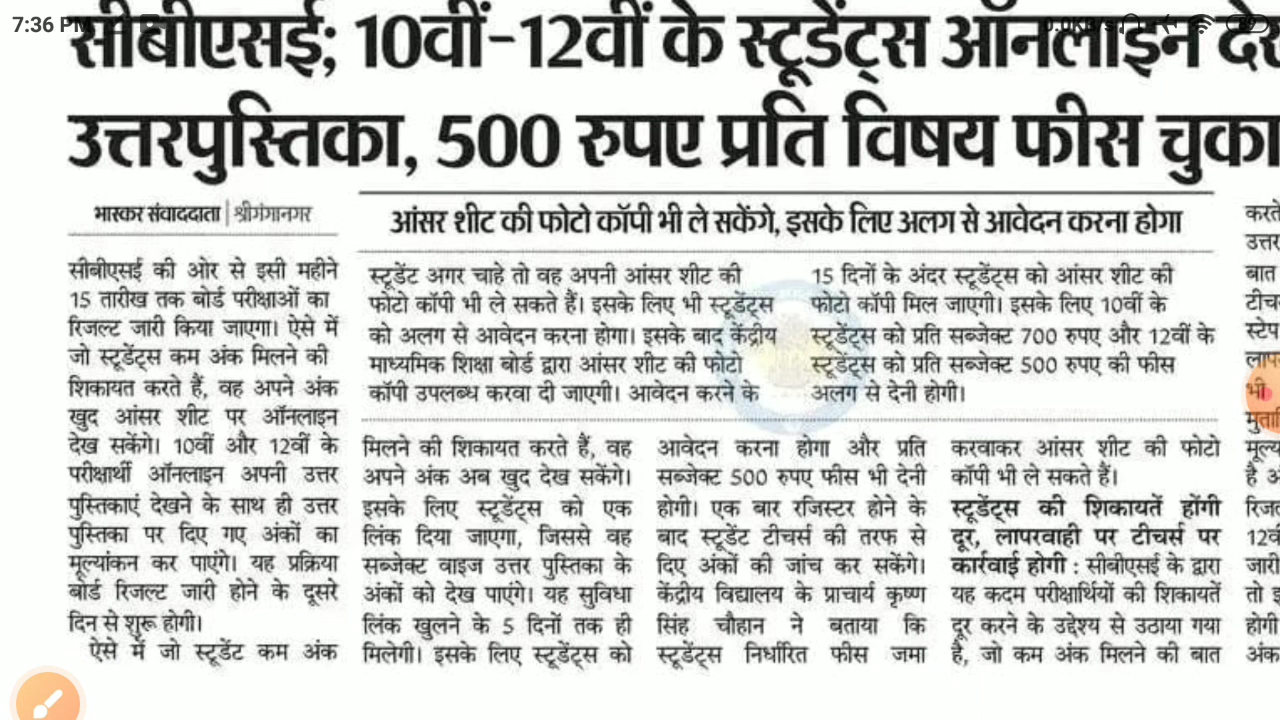 7:36 PM
0.0KB/s
सीबीएसई; 10वीं-12वीं के स्टूडेंट्स ऑनलाइन
उत्तरपुस्तिका, 500 रुपए प्रति विषय फीस चुका
भास्कर संवाददाता | श्रीगंगानगर
सीबीएसई की ओर से इसी महीने
15 तारीख तक बोर्ड परीक्षाओं का
रिजल्ट जारी किया जाएगा। ऐसे में
जो स्टूडेंट्स कम अंक मिलने की
शिकायत करते हैं, वह अपने अंक
खुद आंसर शीट पर ऑनलाइन
देख सकेंगे। 10वीं और 12वीं के
परीक्षार्थी ऑनलाइन अपनी उत्तर
पुस्तिकाएं देखने के साथ ही उत्तर
पुस्तिका पर दिए गए अंकों का
मूल्यांकन कर पाएंगे। यह प्रक्रिया
बोर्ड रिजल्ट जारी होने के दूसरे
दिन से शुरू होगी।
ऐसे में जो स्टूडेंट कम अंक
आंसर शीट की फोटो कॉपी भी ले सकेंगे, इसके लिए अलग से आवेदन करना होगा
स्टूडेंट अगर चाहे तो वह अपनी आंसर शीट की
फोटो कॉपी भी ले सकते हैं। इसके लिए भी स्टूडेंट्स
को अलग से आवेदन करना होगा। इसके बाद केंद्रीय
माध्यमिक शिक्षा बोर्ड द्वारा आंसर शीट की फोटो
कॉपी उपलब्ध करवा दी जाएगी। आवेदन करने के
15 दिनों के अंदर स्टूडेंट्स को आंसर शीट की
फोटो कॉपी मिल जाएगी। इसके लिए 10वीं के
स्टूडेंट्स को प्रति सब्जेक्ट 700 रुपए और 12वीं के
स्टूडेंट्स को प्रति सब्जेक्ट 500 रुपए की फीस
अलग से देनी होगी।
मिलने की शिकायत करते हैं, वह
अपने अंक अब खुद देख सकेंगे।
इसके लिए स्टूडेंट्स को एक
लिंक दिया जाएगा, जिससे वह
सब्जेक्ट वाइज उत्तर पुस्तिका के
अंकों को देख पाएंगे। यह सुविधा
लिंक खुलने के 5 दिनों तक ही
मिलेगी। इसके लिए स्टूडेंट्स को
आवेदन करना होगा और प्रति
सब्जेक्ट 500 रुपए फीस भी देनी
होगी। एक बार रजिस्टर होने के
बाद स्टूडेंट टीचर्स की तरफ से
दिए अंकों की जांच कर सकेंगे।
केंद्रीय विद्यालय के प्राचार्य कृष्ण
सिंह चौहान ने बताया कि
स्टूडेंट्स निर्धारित फीस जमा
करवाकर आंसर शीट की फोटो
कॉपी भी ले सकते हैं।
स्टूडेंट्स की शिकायतें होंगी
दूर, लापरवाही पर टीचर्स पर
कार्रवाई होगी : सीबीएसई के द्वारा
यह कदम परीक्षार्थियों की शिकायतें
दूर करने के उद्देश्य से उठाया गया
है, जो कम अंक मिलने की बात
करते
उत्तर
बात
टीच
स्टेप
भी
मूल्य
है
12वं
जारी
होगी
अंक